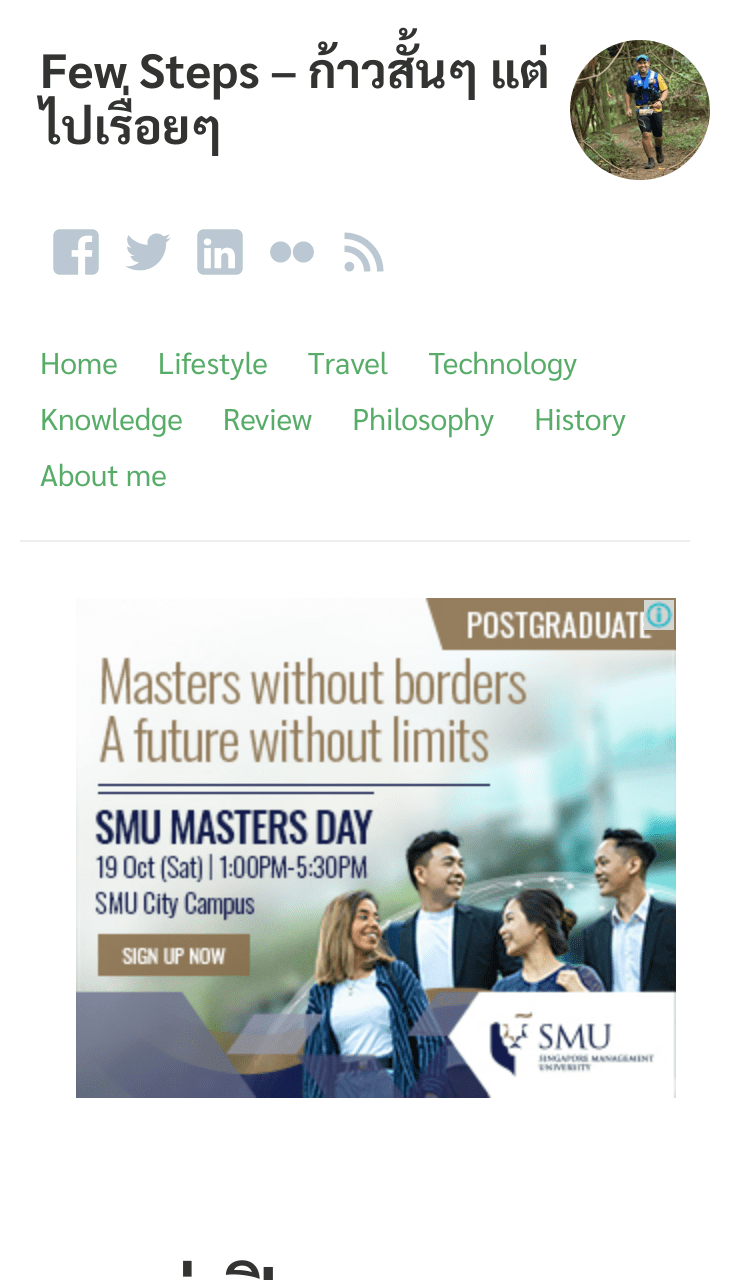 Few Steps – ก้าวสั้นๆ แต่
ไปเรื่อยๆ
Home Lifestyle Travel Technology
Knowledge Review Philosophy History
About me
POSTGRADUATE
Masters without borders
A future without limits
SMU MASTERS DAY
19 Oct (Sat) | 1:00PM-5:30PM
SMU City Campus
SIGN UP NOW
SMU
SINGAPORE MANAGEMENT
UNIVERSITY